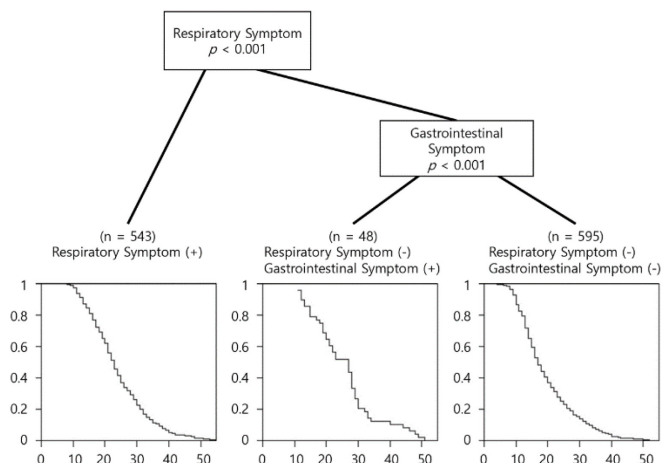 Respiratory Symptom
p < 0.001
Gastrointestinal
Symptom
p < 0.001
(n = 543)
Respiratory Symptom (+)
(n = 48)
Respiratory Symptom (-)
Gastrointestinal Symptom (+)
(n = 595)
Respiratory Symptom (-)
Gastrointestinal Symptom (-)
1
0.8
0.6
0.4
0.2
0
0 10 20 30 40 50
1
0.8
0.6
0.4
0.2
0
0 10 20 30 40 50
1
0.8
0.6
0.4
0.2
0
0 10 20 30 40 50